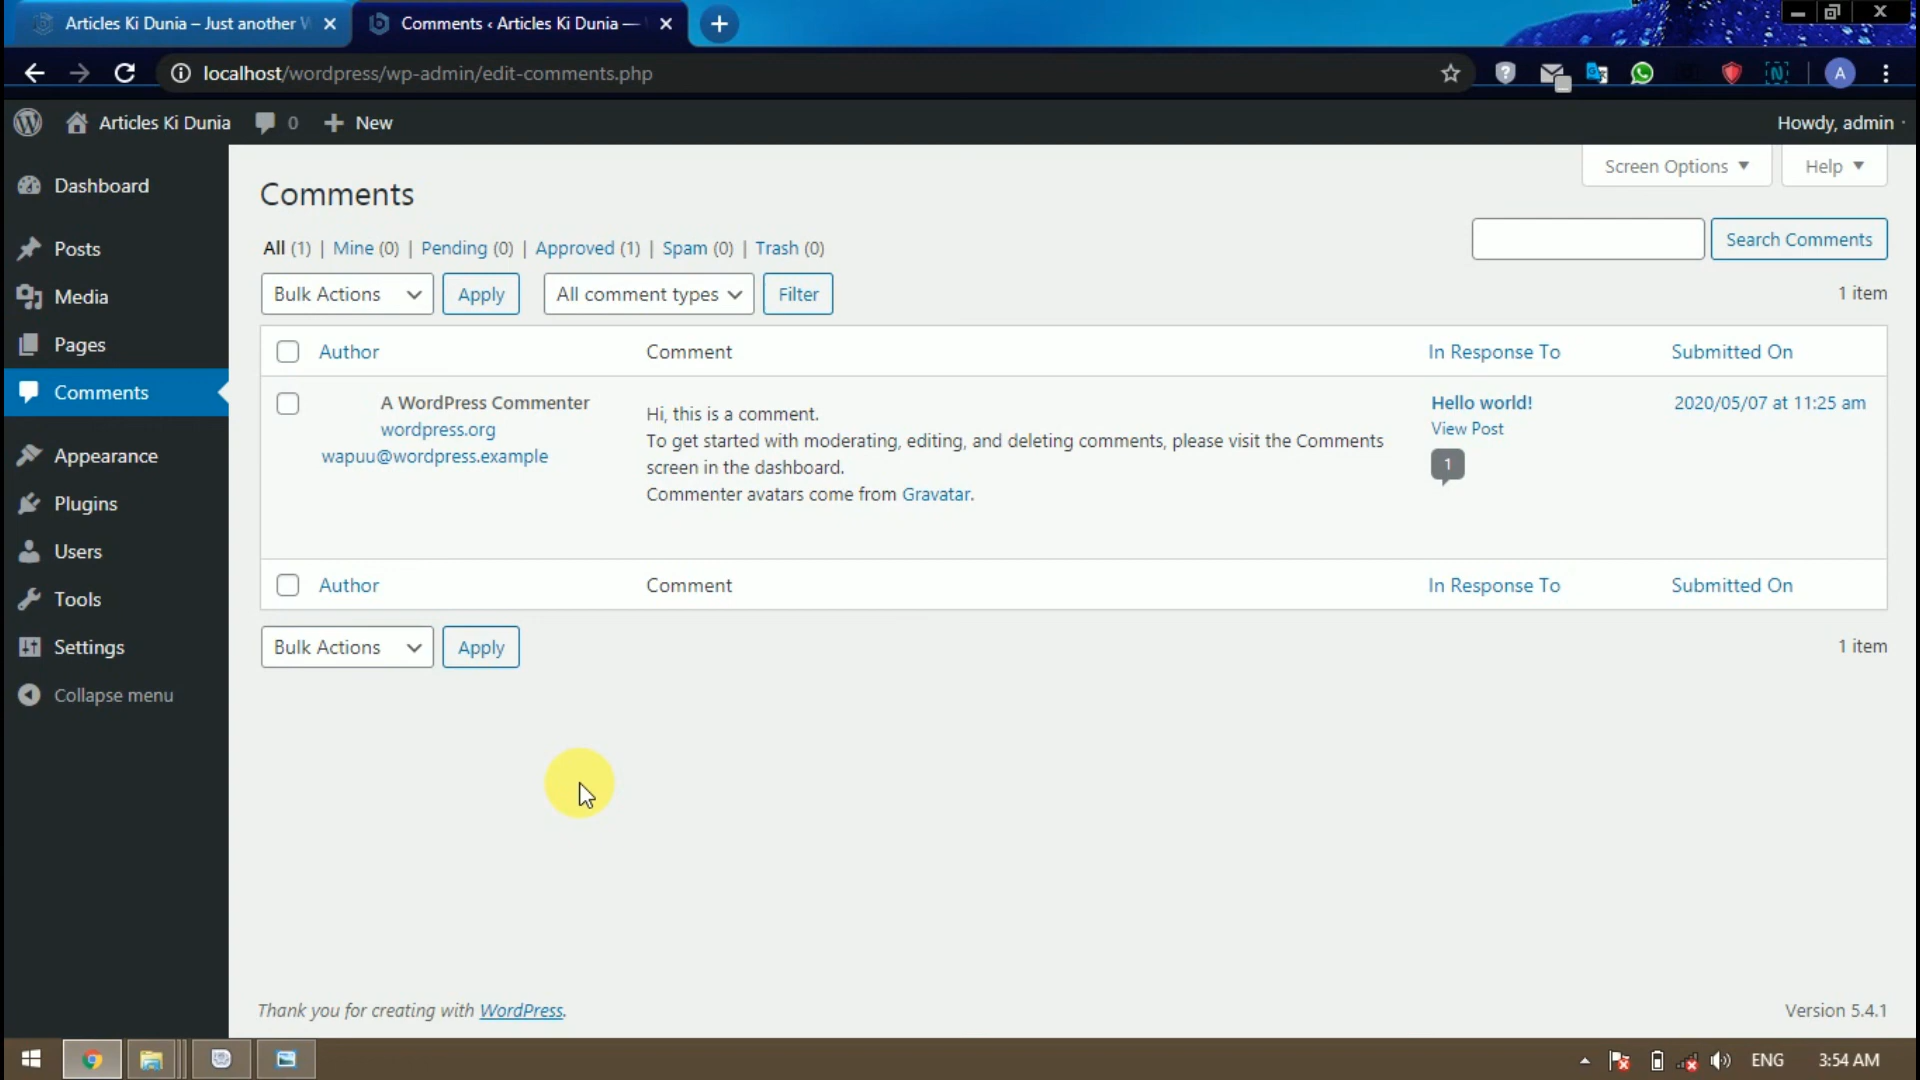 Articles Ki Dunia – Just another W
Comments ‹ Articles Ki Dunia —
localhost/wordpress/wp-admin/edit-comments.php
A
Articles Ki Dunia 0 New
Howdy, admin
Screen Options
Help
Dashboard
Posts
Media
Pages
Comments
Appearance
Plugins
Users
Tools
Settings
Collapse menu
Comments
All (1) | Mine (0) | Pending (0) | Approved (1) | Spam (0) | Trash (0)
Search Comments
Bulk Actions Apply All comment types Filter
1 item
Author Comment In Response To Submitted On
A WordPress Commenter
wordpress.org
wapuu@wordpress.example
Hi, this is a comment.
To get started with moderating, editing, and deleting comments, please visit the Comments
screen in the dashboard.
Commenter avatars come from Gravatar.
Hello world!
View Post
1
2020/05/07 at 11:25 am
Author Comment In Response To Submitted On
Bulk Actions Apply
1 item
Thank you for creating with WordPress.
Version 5.4.1
ENG 3:54 AM